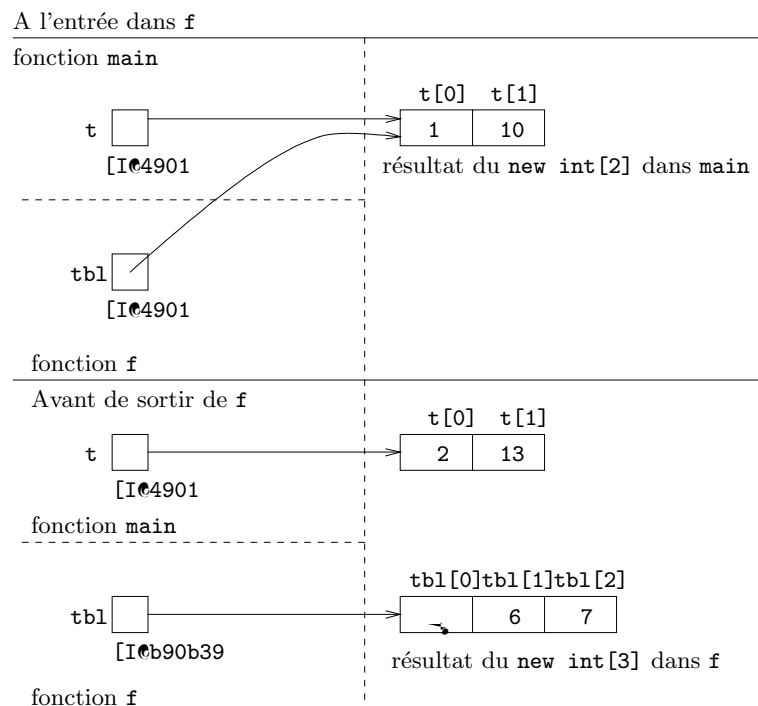 A l'entrée dans f
fonction main
t[0] t[1]
t 1 10
[I@4901 résultat du new int[2] dans main
tbl
[I@4901
fonction f
Avant de sortir de f
t[0] t[1]
t 2 13
[I@4901
fonction main
tbl[0]tbl[1]tbl[2]
tbl 6 7
[I@b90b39 résultat du new int[3] dans f
fonction f